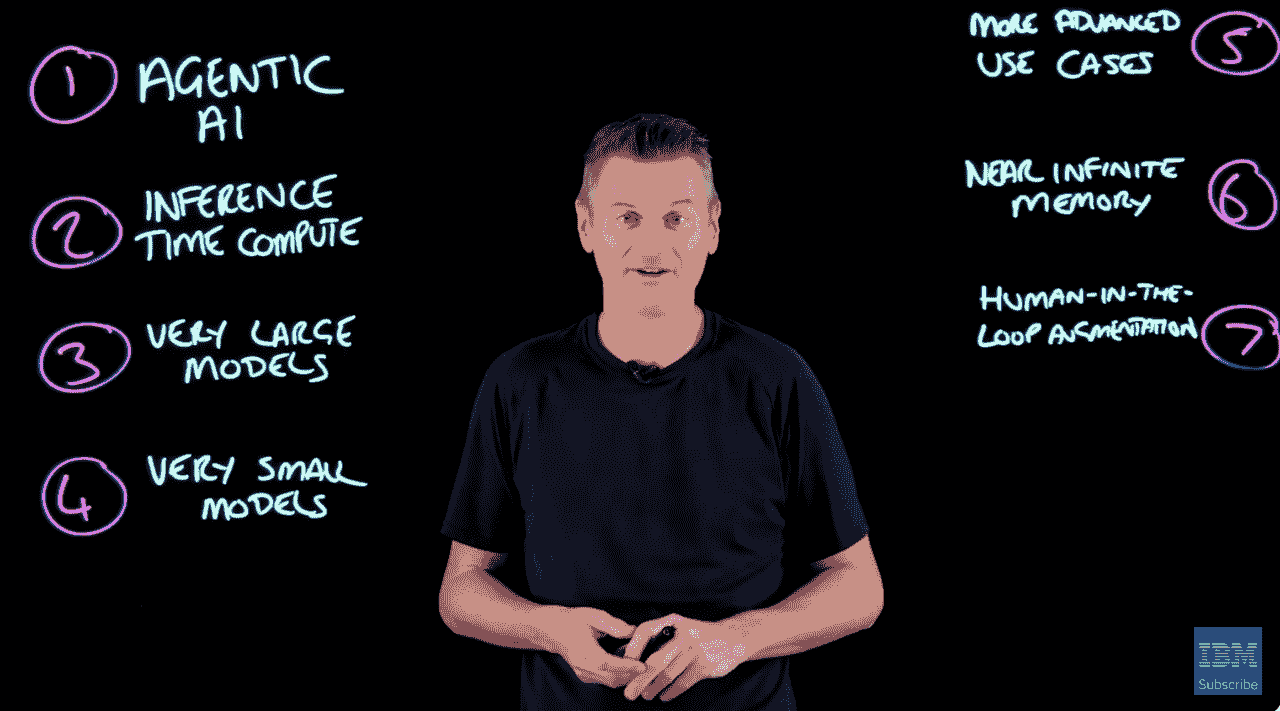 1
AGENTIC
AI
2
INFERENCE
TIME COMPUTE
3
VERY LARGE
MODELS
4
VERY SMALL
MODELS
MORE ADVANCED
USE CASES
5
NEAR INFINITE
MEMORY
6
HUMAN-IN-THE-
LOOP AUGMENTATION
7
IBM
Subscribe